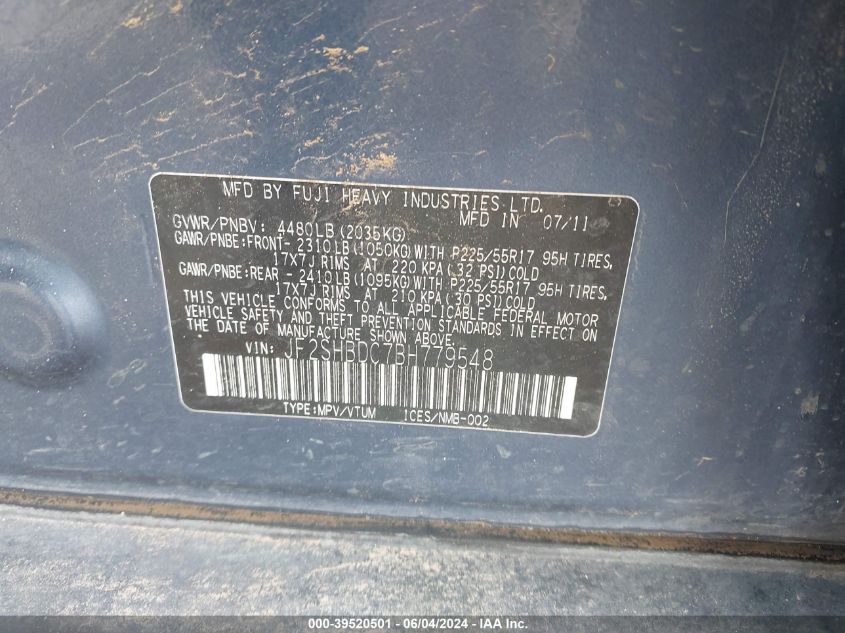 MFD BY FUJI HEAVY INDUSTRIES LTD.
MFD IN 07/11
GVWR/PNBV: 4480LB(2035KG)
GAWR/PNBE:FRONT- 2310LB(1050KG)WITH P225/55R17 95H TIRES,
17X7J RIMS AT 220 KPA(32 PSI)COLD
GAWR/PNBE:REAR - 2410LB(1095KG)WITH P225/55R17 95H TIRES,
17X7J RIMS AT 210 KPA(30 PSI)COLD
THIS VEHICLE CONFORMS TO ALL APPLICABLE FEDERAL MOTOR
VEHICLE SAFETY AND THEFT PREVENTION STANDARDS IN EFFECT ON
THE DATE OF MANUFACTURE SHOWN ABOVE.
VIN: JF2SHBDC7BH779548
TYPE:MPV/VTUM ICES/NMB-002
000-39520501 - 06/04/2024 - IAA Inc.